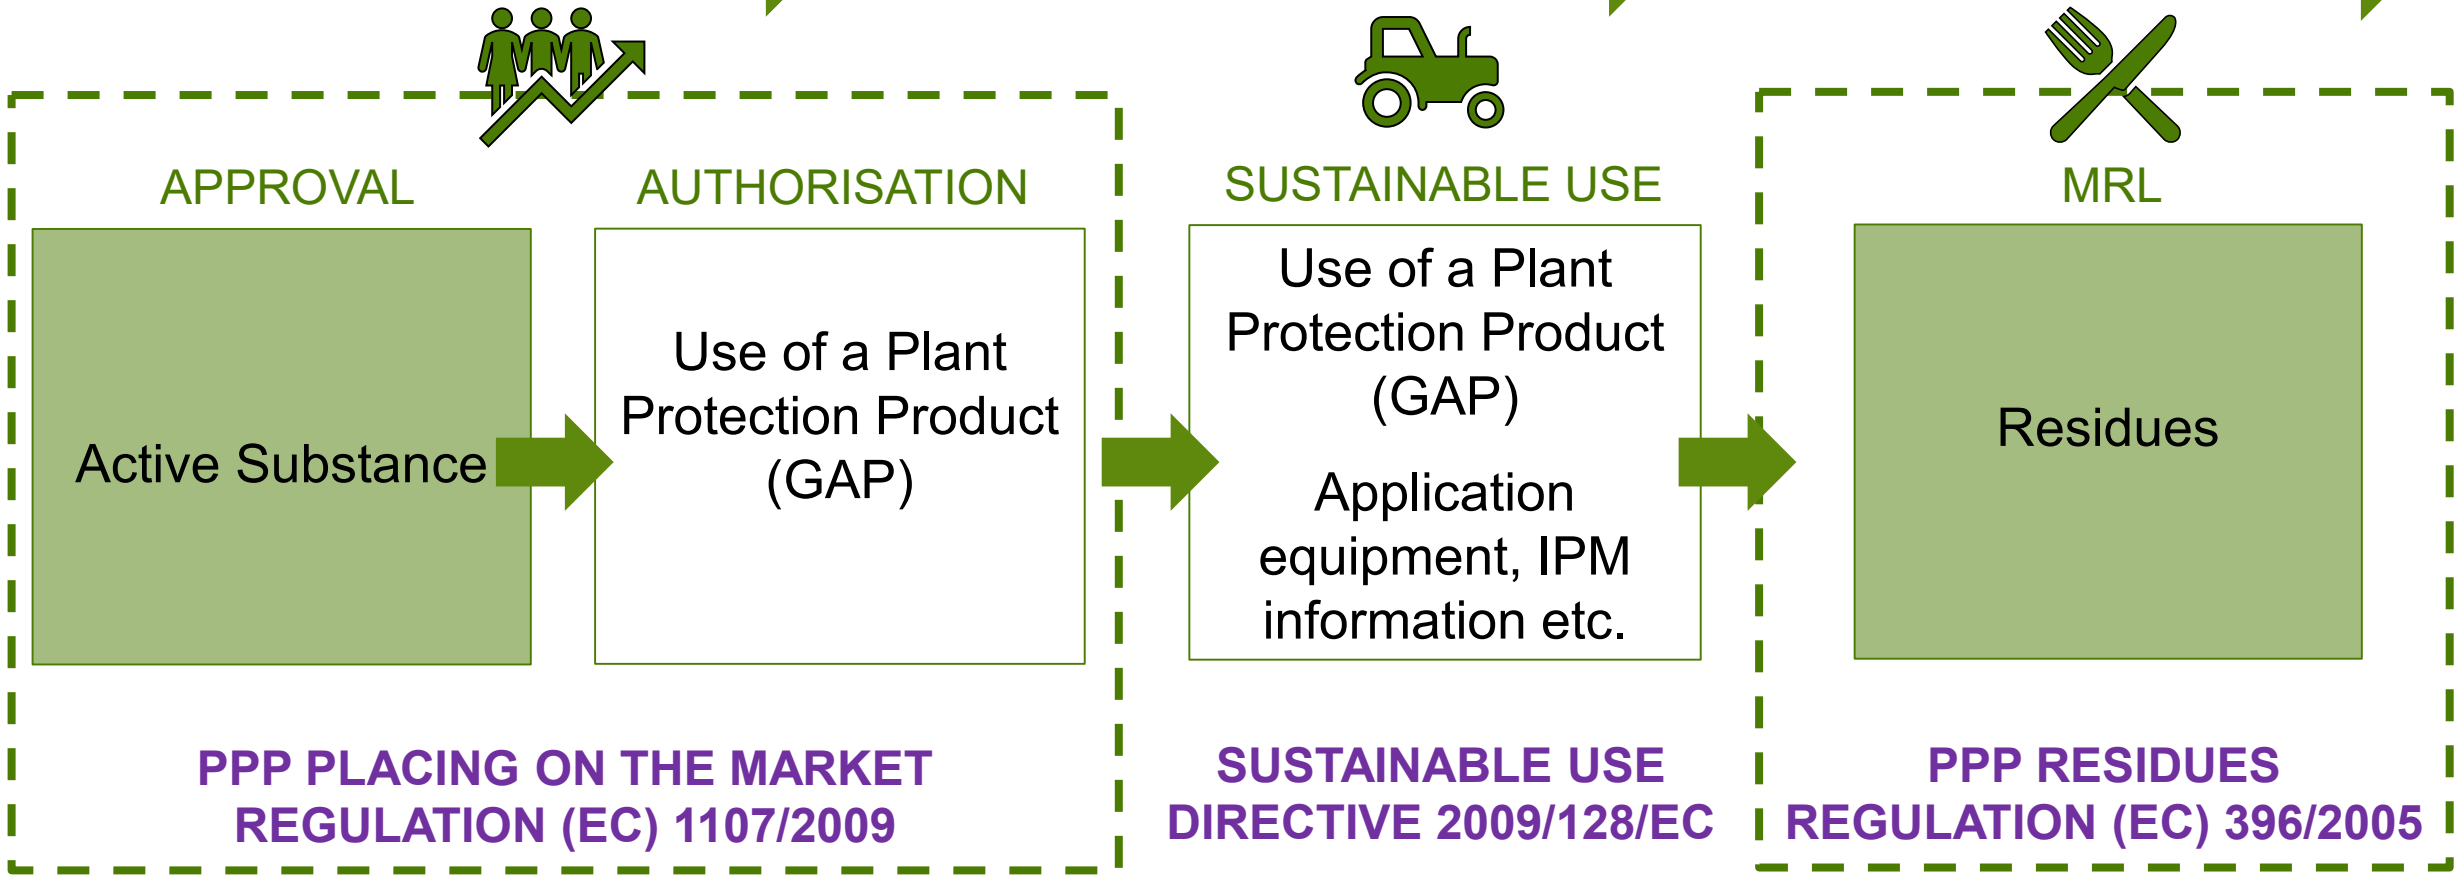 APPROVAL
Active Substance
AUTHORISATION
Use of a Plant
Protection Product
(GAP)
PPP PLACING ON THE MARKET
REGULATION (EC) 1107/2009
SUSTAINABLE USE
Use of a Plant
Protection Product
(GAP)
Application
equipment, IPM
information etc.
SUSTAINABLE USE
DIRECTIVE 2009/128/EC
MRL
Residues
PPP RESIDUES
REGULATION (EC) 396/2005